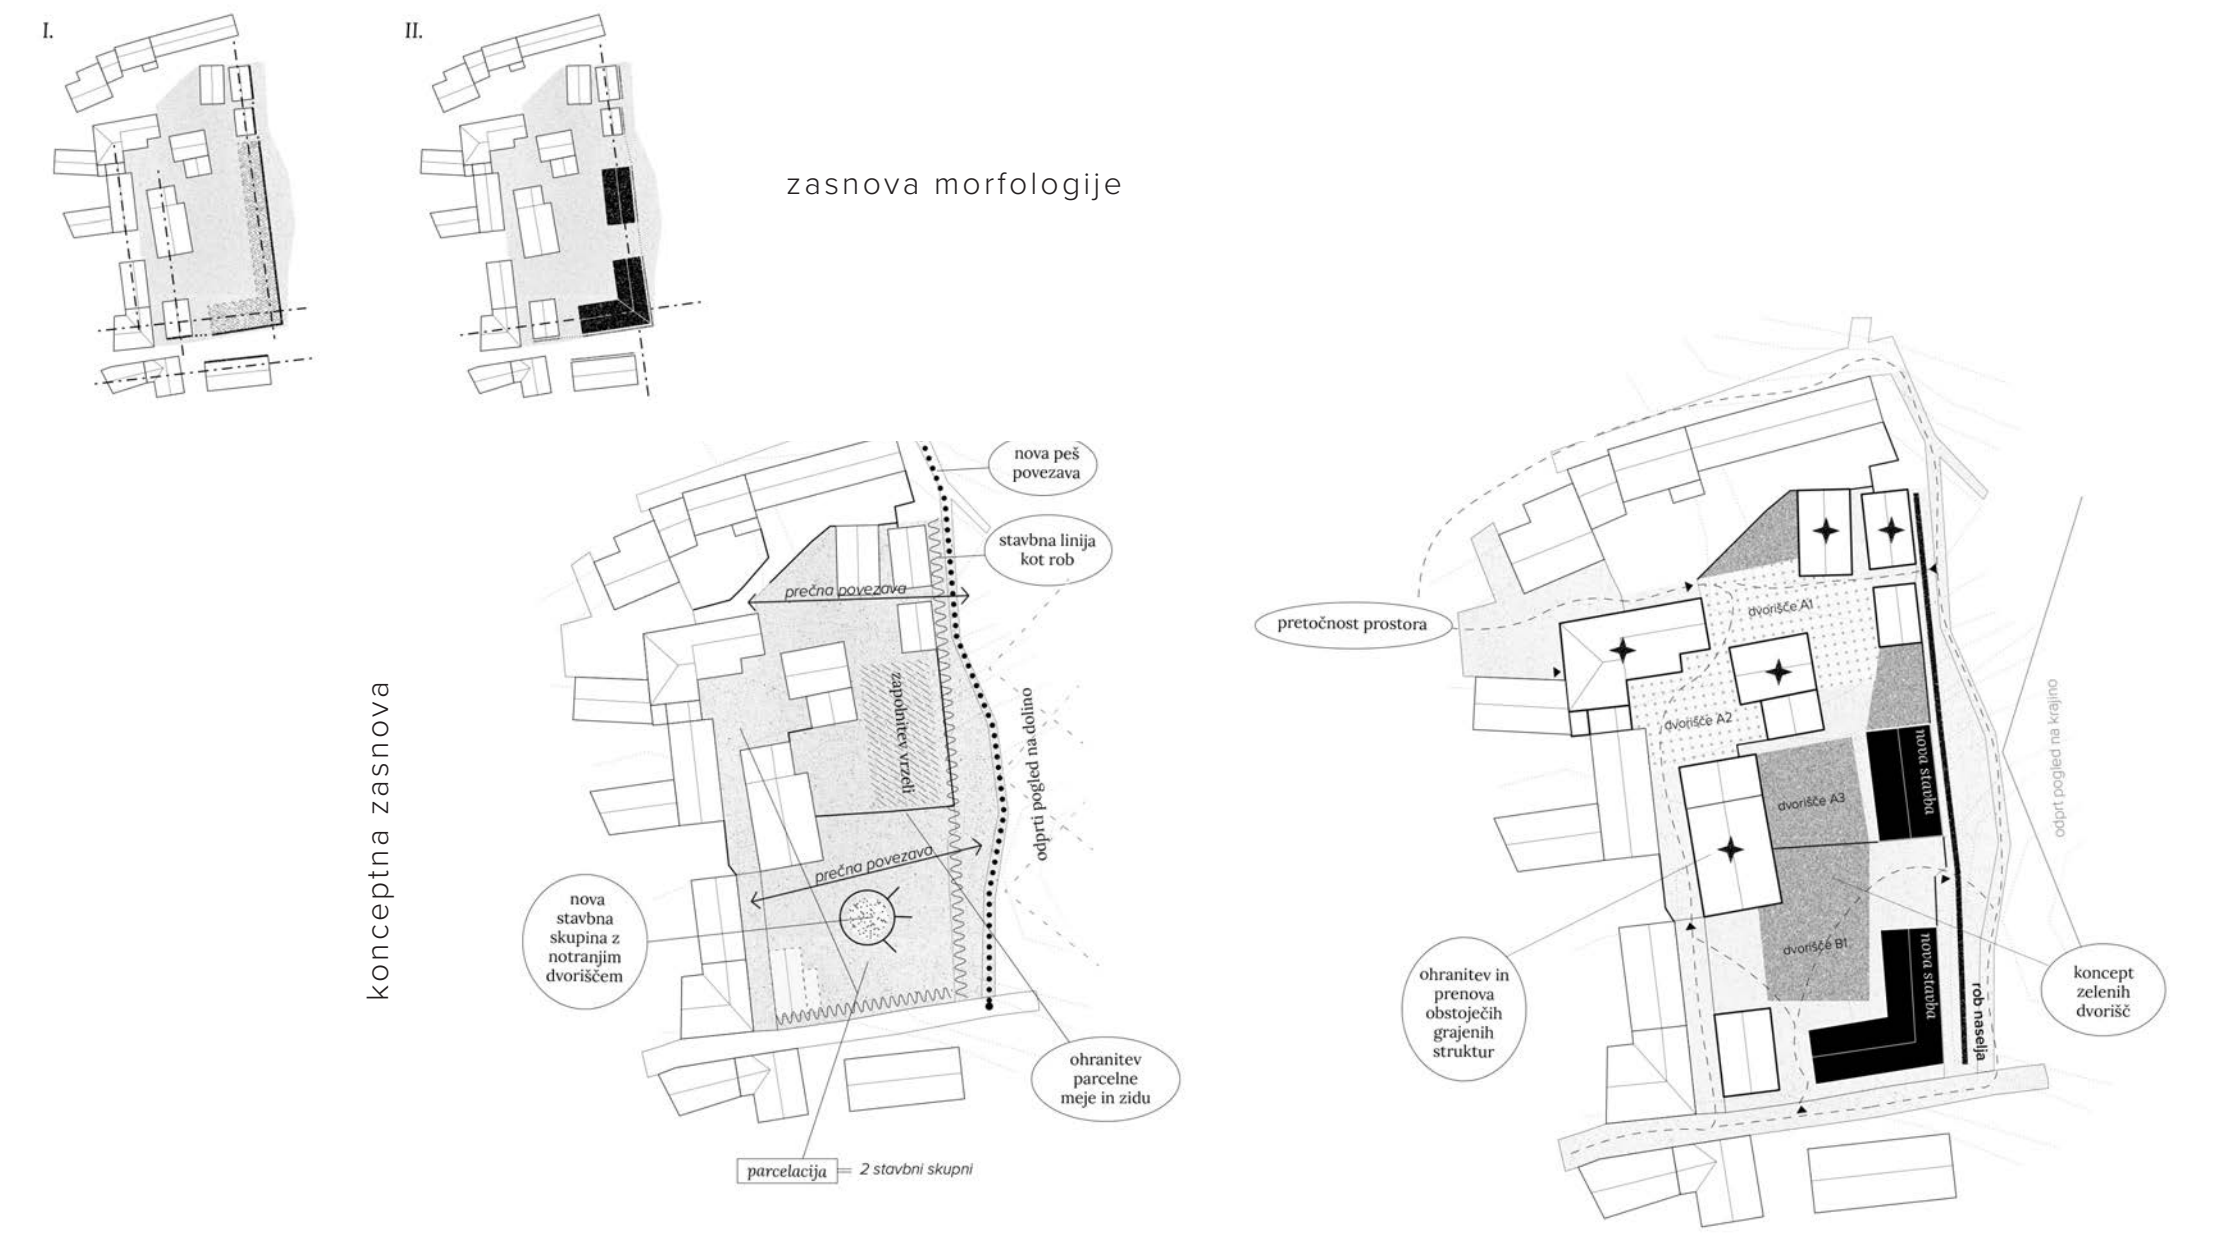 I.
II.
zasnova morfologije
konceptna zasnova
nova peš
povezava
stavbna linija
kot rob
prečna povezava
zapolnitev vrzeli
odprti pogled na dolino
prečna povezava
nova
stavbna
skupina z
notranjim
dvoriščem
ohranitev
parcelne
meje in zidu
parcelacija
2 stavbni skupni
pretočnost prostora
dvorišče A1
dvorišče A2
nova stavba
dvorišče A3
odprt pogled na krajino
dvorišče B1
nova stavba
rob naselja
ohranitev in
prenova
obstoječih
grajenih
struktur
koncept
zelenih
dvorišč